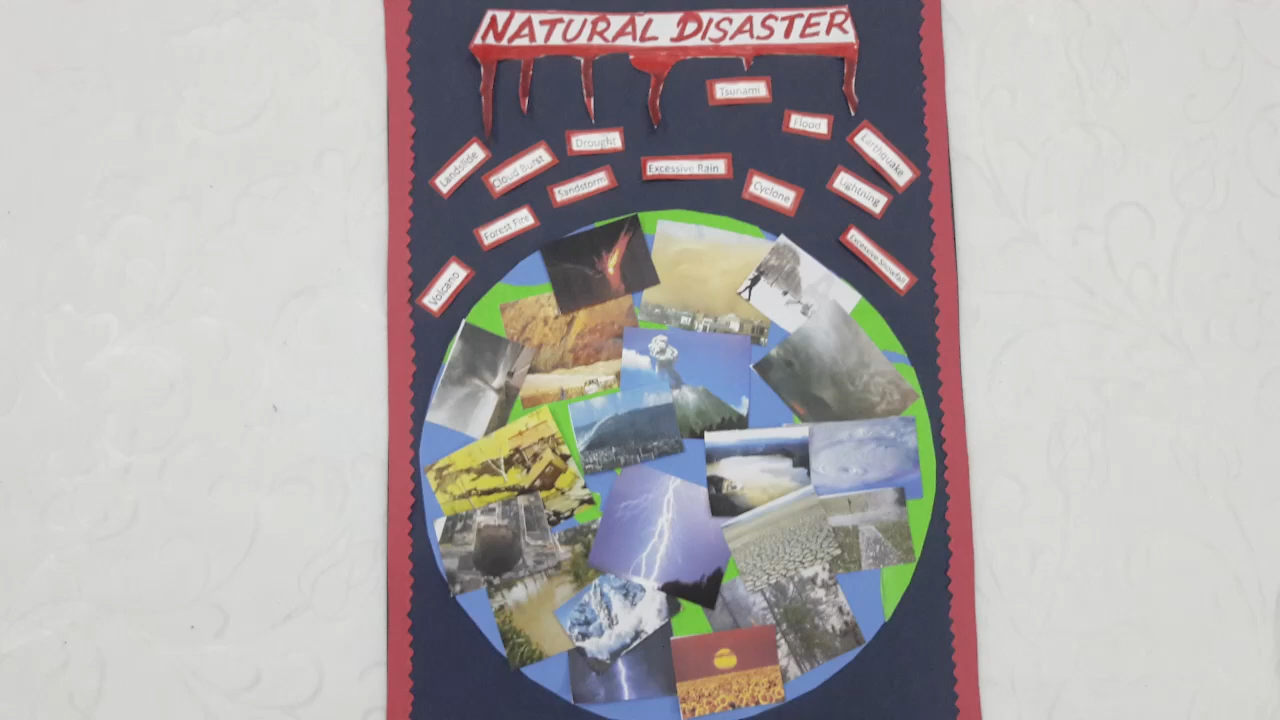 NATURAL DISASTER
Tsunami
Flood
Earthquake
Drought
Landslide
Cloud Burst
Excessive Rain
Sandstorm
Cyclone
Lightning
Forest Fire
Excessive Snowfall
Volcano